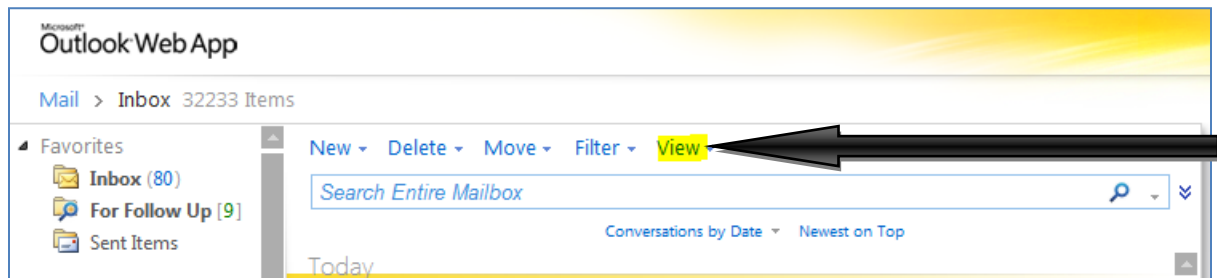 Microsoft®
Outlook Web App
Mail > Inbox 32233 Items
Favorites
New Delete Move Filter View
Inbox (80)
Search Entire Mailbox
For Follow Up [9]
Sent Items
Conversations by Date Newest on Top
Today